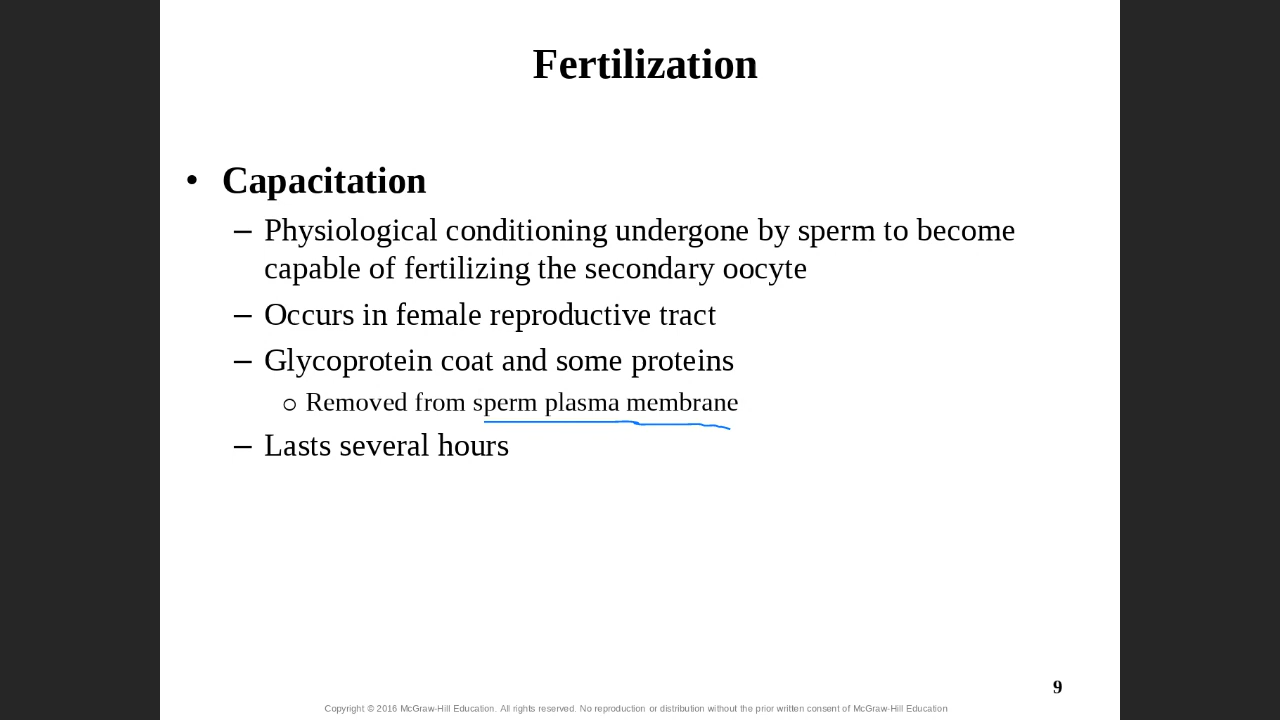 Fertilization
• Capacitation
– Physiological conditioning undergone by sperm to become
capable of fertilizing the secondary oocyte
– Occurs in female reproductive tract
– Glycoprotein coat and some proteins
o Removed from sperm plasma membrane
– Lasts several hours
9
Copyright © 2016 McGraw-Hill Education. All rights reserved. No reproduction or distribution without the prior written consent of McGraw-Hill Education